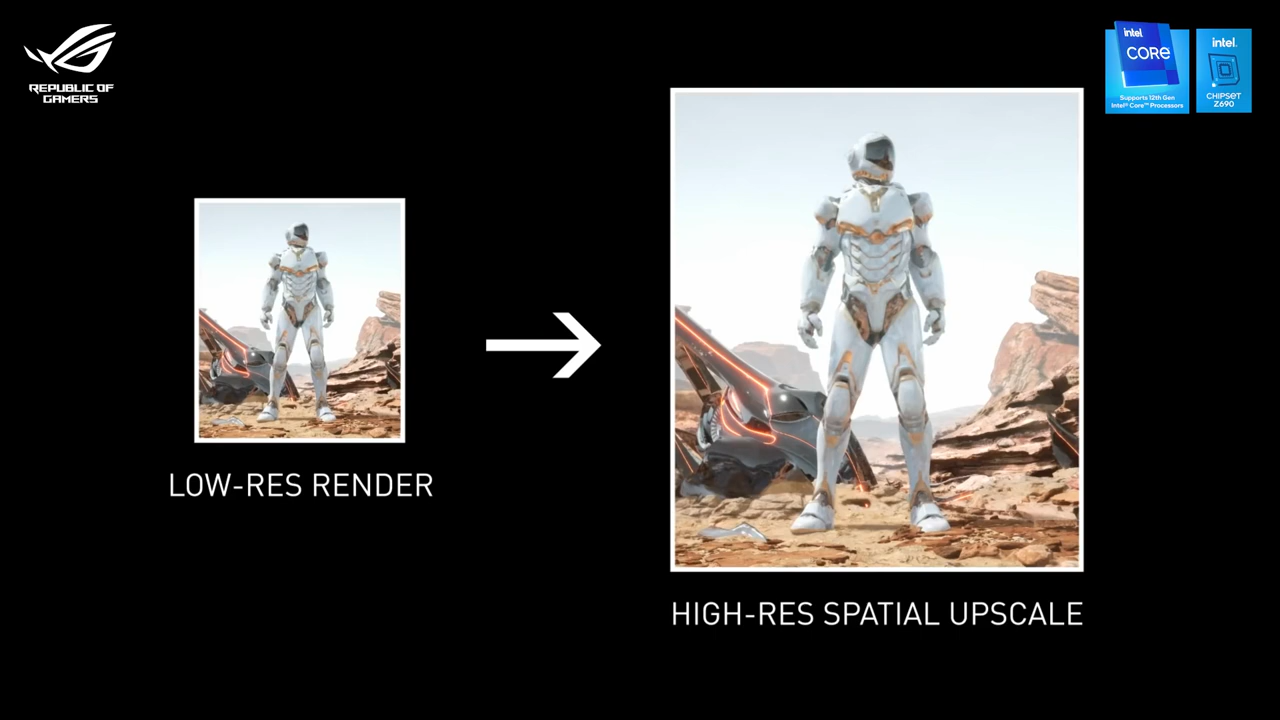 REPUBLIC OF
GAMERS
intel
CORE
Supports 12th Gen
Intel® Core™ Processors
intel.
CHIPSET
Z690
LOW-RES RENDER
HIGH-RES SPATIAL UPSCALE